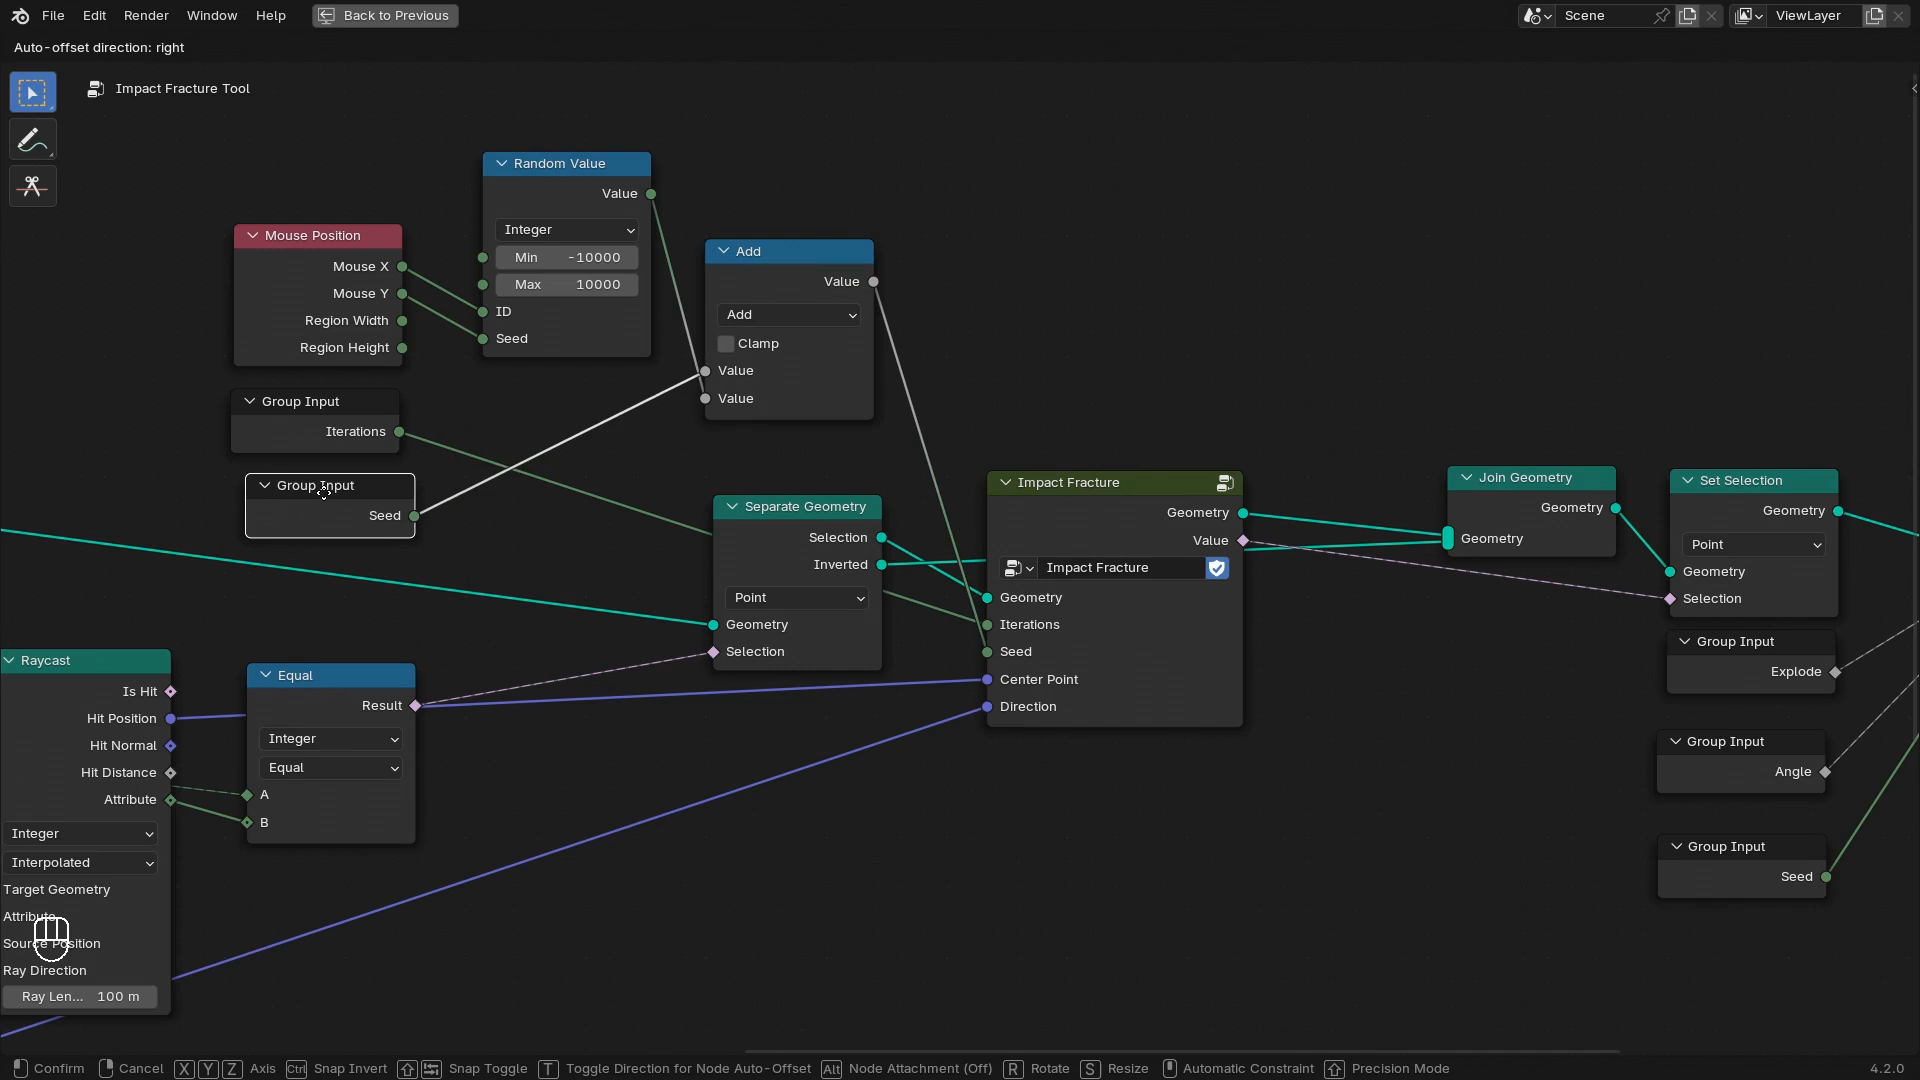 File Edit Render Window Help Back to Previous Scene ViewLayer
Auto-offset direction: right
Impact Fracture Tool
Random Value
Value
Integer
Min -10000
Max 10000
ID
Seed
Mouse Position
Mouse X
Mouse Y
Region Width
Region Height
Add
Value
Add
Clamp
Value
Value
Group Input
Iterations
Group Input
Seed
Separate Geometry
Selection
Inverted
Point
Geometry
Selection
Impact Fracture
Geometry
Value
Impact Fracture
Geometry
Iterations
Seed
Center Point
Direction
Join Geometry
Geometry
Geometry
Set Selection
Geometry
Point
Geometry
Selection
Group Input
Explode
Group Input
Angle
Group Input
Seed
Raycast
Is Hit
Hit Position
Hit Normal
Hit Distance
Attribute
Integer
Interpolated
Target Geometry
Attribute
Source Position
Ray Direction
Ray Len... 100 m
Equal
Result
Integer
Equal
A
B
Confirm Cancel X Y Z Axis Ctrl Snap Invert Snap Toggle T Toggle Direction for Node Auto-Offset Alt Node Attachment (Off) R Rotate S Resize Automatic Constraint Precision Mode 4.2.0